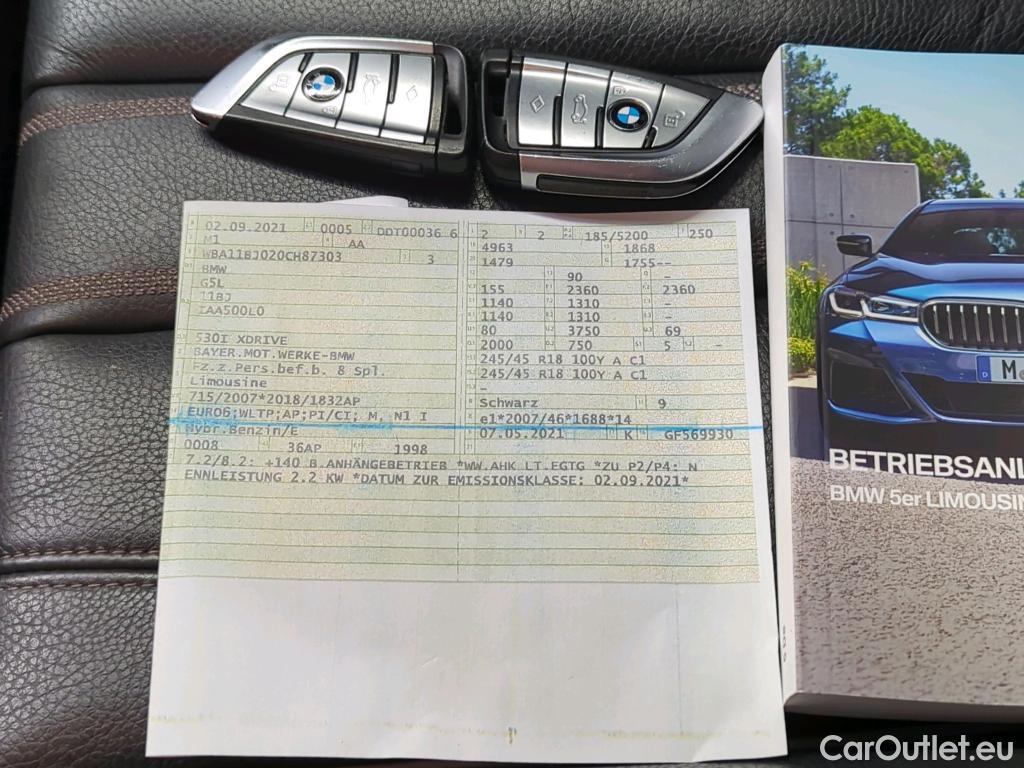 02.09.2021 0005 DDT00036 6 2 2 185/5200 250
M1 AA 4963 1868
WBA11BJ020CH87303 3 1479 1755--
BMW 90 -
G5L 155 2360 2360
11BJ 1140 1310 -
IAA500L0 1140 1310 -
80 3750 69
530I XDRIVE 2000 750 5 -
BAYER.MOT.WERKE-BMW 245/45 R18 100Y A C1
Fz.z.Pers.bef.b. 8 Spl. 245/45 R18 100Y A C1
Limousine -
715/2007*2018/1832AP Schwarz 9
EURO6;WLTP;AP;PI/CI; M, N1 I e1*2007/46*1688*14
Hybr.Benzin/E 07.05.2021 K GF569930
0008 36AP 1998
7.2/8.2: +140 B.ANHÄNGEBETRIEB *WW.AHK LT.EGTG *ZU P2/P4: N
ENNLEISTUNG 2.2 KW *DATUM ZUR EMISSIONSKLASSE: 02.09.2021*
BETRIEBSANL
BMW 5er LIMOUSIN
CarOutlet.eu